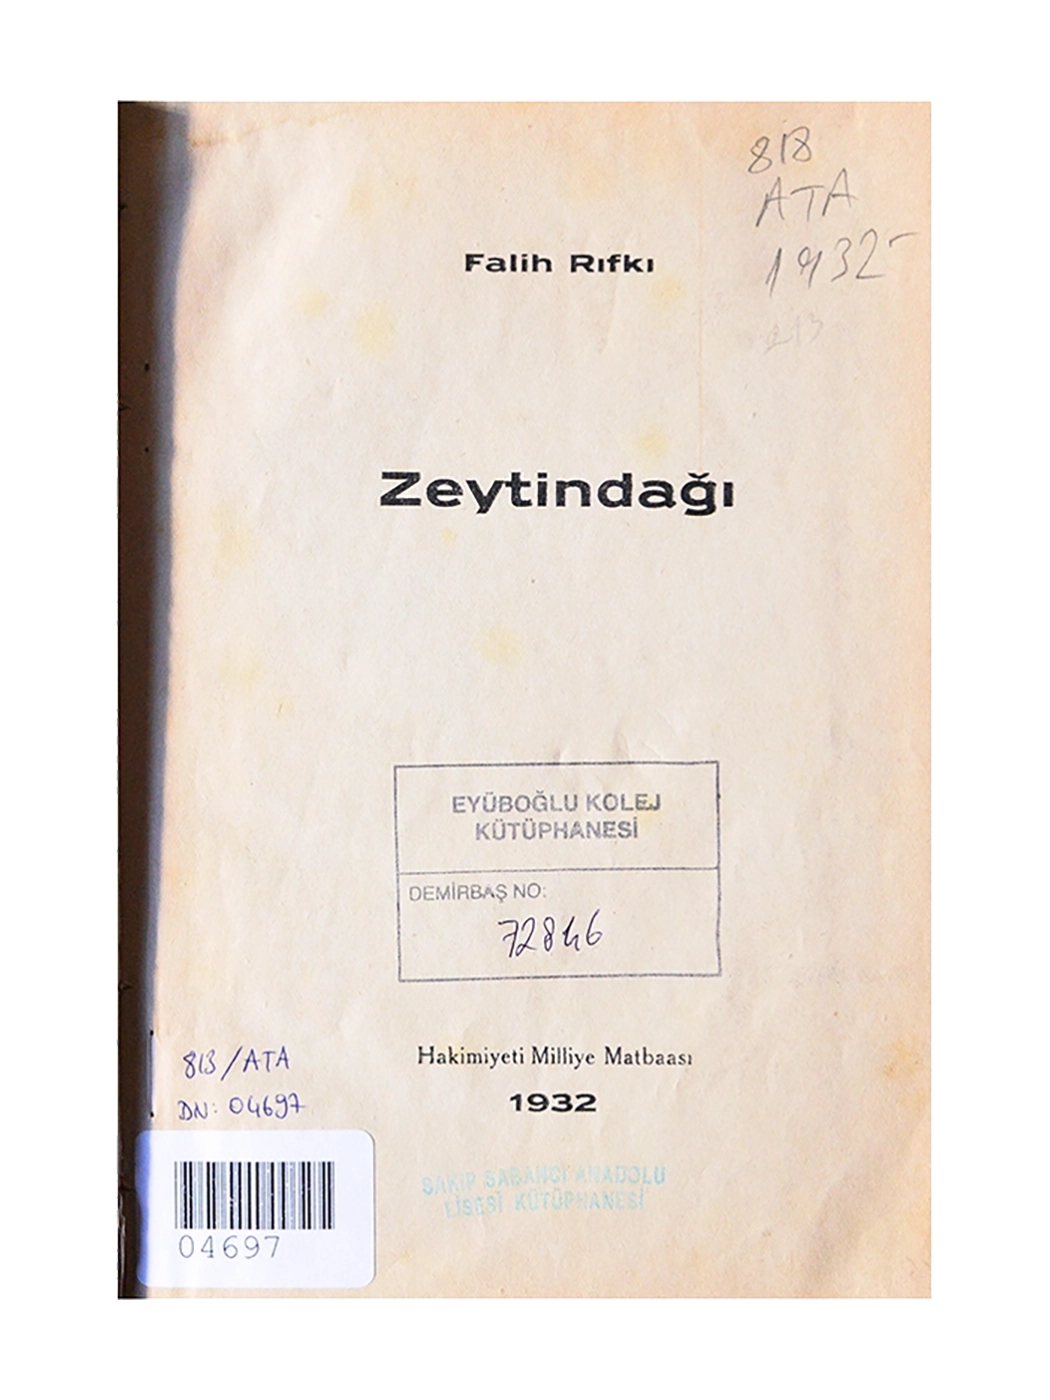 818
ATA
1932
Falih Rıfkı
Zeytindağı
EYÜBOĞLU KOLEJ
KÜTÜPHANESİ
DEMİRBAŞ NO:
72846
Hakimiyeti Milliye Matbaası
1932
813/ATA
DN: 04697
SAKIP SABANCI ANADOLU
LİSESİ KÜTÜPHANESİ
04697